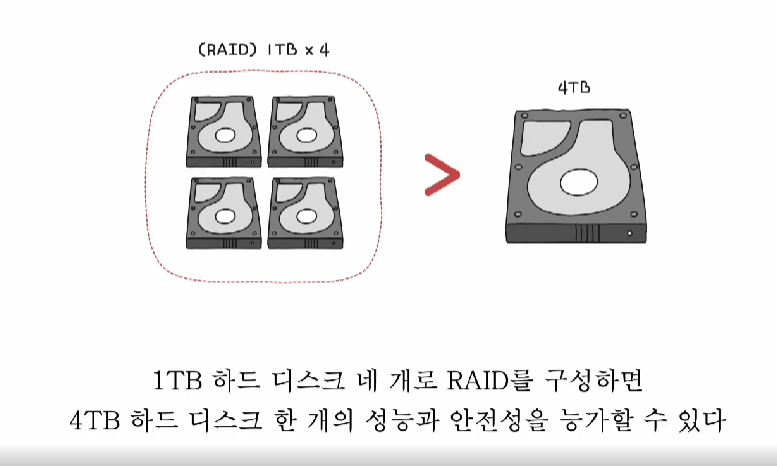 (RAID) 1TB x 4
4TB
>
1TB 하드 디스크 네 개로 RAID를 구성하면
4TB 하드 디스크 한 개의 성능과 안전성을 능가할 수 있다